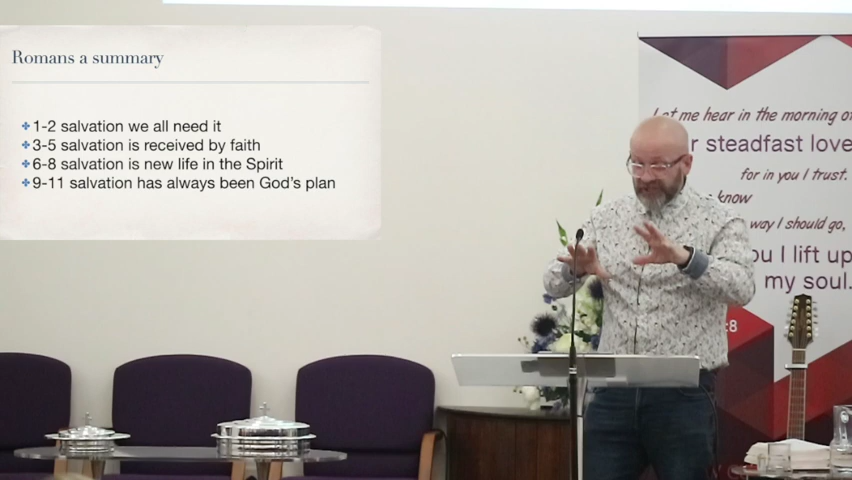 Romans a summary
1-2 salvation we all need it
3-5 salvation is received by faith
6-8 salvation is new life in the Spirit
9-11 salvation has always been God's plan
Let me hear in the morning of
steadfast love
for in you I trust.
know
way I should go,
I lift up
my soul.
:8